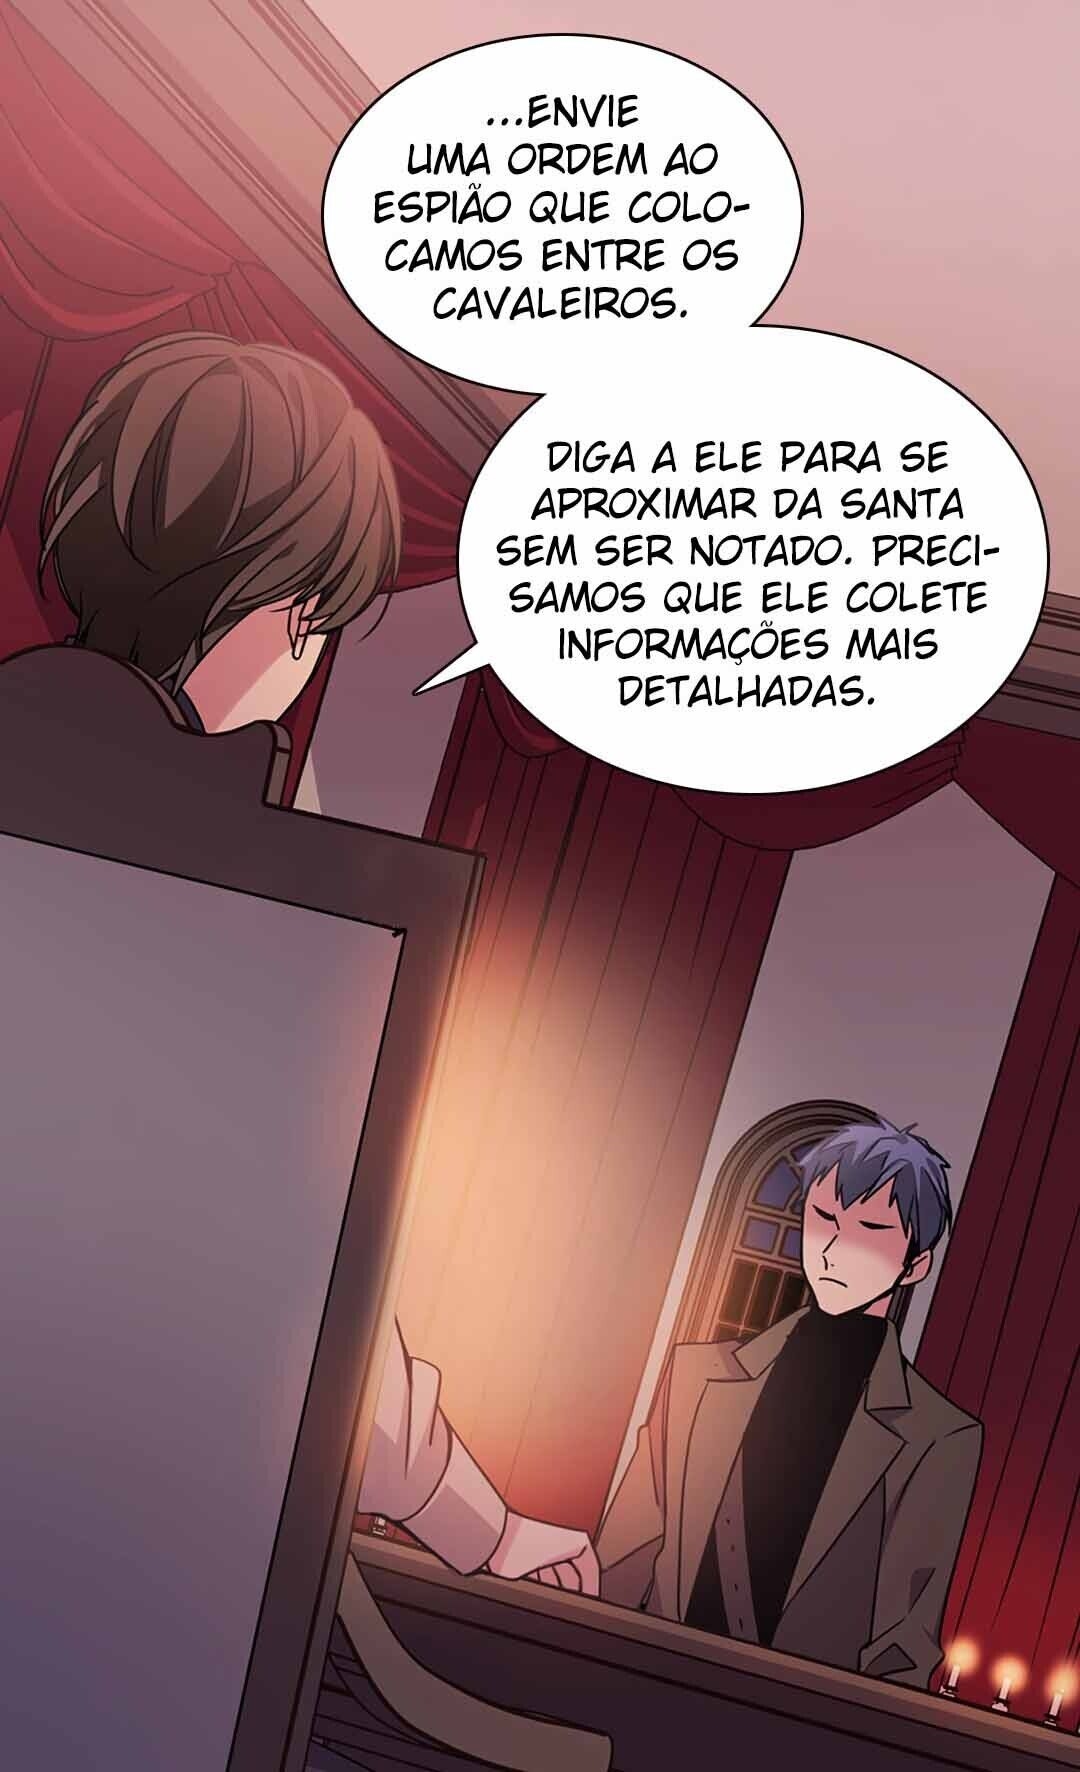 ...ENVIE
UMA ORDEM AO
ESPIÃO QUE COLO-
CAMOS ENTRE OS
CAVALEIROS.
DIGA A ELE PARA SE
APROXIMAR DA SANTA
SEM SER NOTADO. PRECI-
SAMOS QUE ELE COLETE
INFORMAÇÕES MAIS
DETALHADAS.